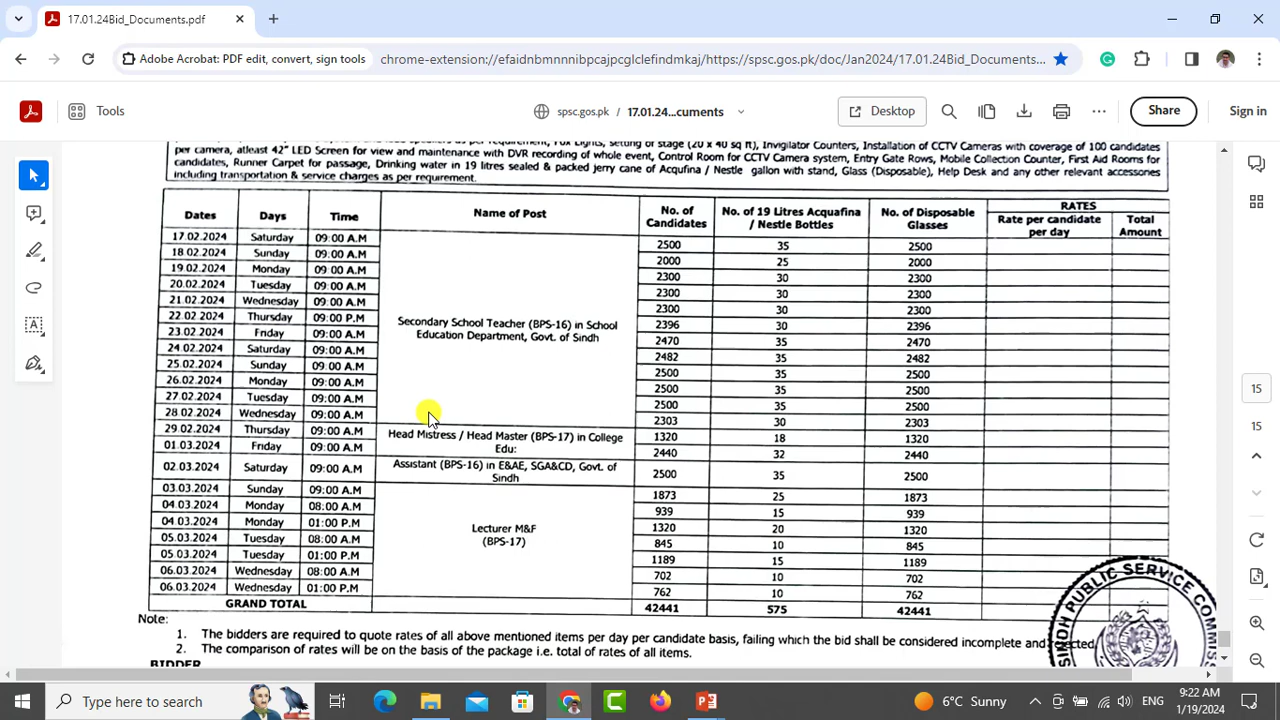 17.01.24Bid_Documents.pdf
Adobe Acrobat: PDF edit, convert, sign tools
chrome-extension://efaidnbmnnnibpcajpcglclefindmkaj/https://spsc.gos.pk/doc/Jan2024/17.01.24Bid_Documents...
Tools
spsc.gos.pk / 17.01.24...cuments
Desktop
Share
Sign in
per camera, atleast 42" LED Screen for view and maintenance with DVR recording of whole event, Control Room for CCTV Camera system, Entry Gate Rows, Mobile Collection Counter, First Aid Rooms for
candidates, Runner Carpet for passage, Drinking water in 19 litres sealed & packed jerry cane of Acqufina / Nestle gallon with stand, Glass (Disposable), Help Desk and any other relevant accessories
including transportation & service charges as per requirement.
Dates Days Time Name of Post No. of Candidates No. of 19 Litres Acquafina / Nestle Bottles No. of Disposable Glasses RATES Rate per candidate per day Total Amount
17.02.2024 Saturday 09:00 A.M 2500 35 2500
18.02.2024 Sunday 09:00 A.M 2000 25 2000
19.02.2024 Monday 09:00 A.M 2300 30 2300
20.02.2024 Tuesday 09:00 A.M 2300 30 2300
21.02.2024 Wednesday 09:00 A.M 2300 30 2300
22.02.2024 Thursday 09:00 P.M 2396 30 2396
Secondary School Teacher (BPS-16) in School
Education Department, Govt. of Sindh
23.02.2024 Friday 09:00 A.M 2470 35 2470
24.02.2024 Saturday 09:00 A.M 2482 35 2482
25.02.2024 Sunday 09:00 A.M 2500 35 2500
26.02.2024 Monday 09:00 A.M 2500 35 2500
27.02.2024 Tuesday 09:00 A.M 2500 35 2500
28.02.2024 Wednesday 09:00 A.M 2303 30 2303
29.02.2024 Thursday 09:00 A.M Head Mistress / Head Master (BPS-17) in College 1320 18 1320
01.03.2024 Friday 09:00 A.M Edu: 2440 32 2440
02.03.2024 Saturday 09:00 A.M Assistant (BPS-16) in E&AE, SGA&CD, Govt. of Sindh 2500 35 2500
03.03.2024 Sunday 09:00 A.M 1873 25 1873
04.03.2024 Monday 08:00 A.M 939 15 939
04.03.2024 Monday 01:00 P.M Lecturer M&F 1320 20 1320
05.03.2024 Tuesday 08:00 A.M (BPS-17) 845 10 845
05.03.2024 Tuesday 01:00 P.M 1189 15 1189
06.03.2024 Wednesday 08:00 A.M 702 10 702
06.03.2024 Wednesday 01:00 P.M 762 10 762
GRAND TOTAL 42441 575 42441
Note:
1. The bidders are required to quote rates of all above mentioned items per day per candidate basis, failing which the bid shall be considered incomplete and
2. The comparison of rates will be on the basis of the package i.e. total of rates of all items.
BIDDER
SINDH PUBLIC SERVICE
15
15
Type here to search
6°C Sunny
ENG
9:22 AM
1/19/2024